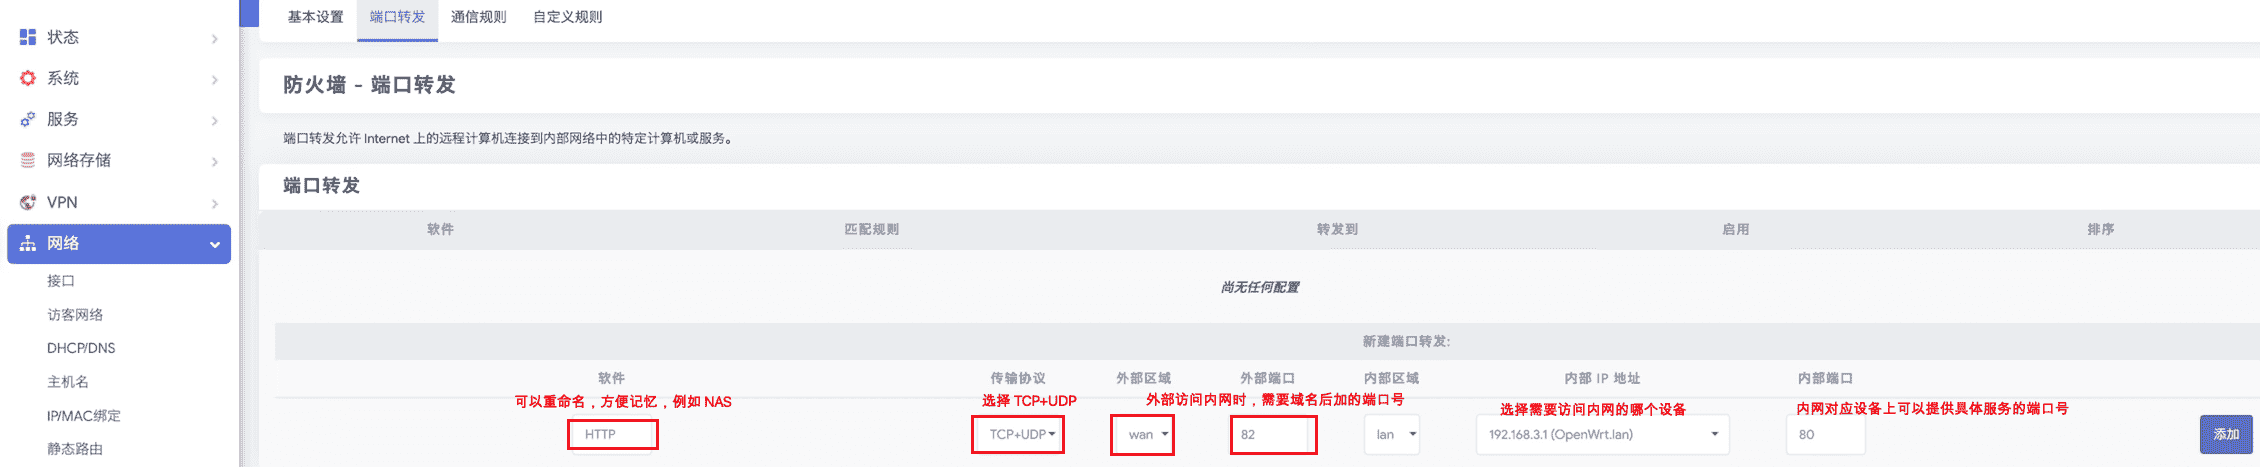 基本设置 端口转发 通信规则 自定义规则
状态
系统
服务
网络存储
VPN
网络
接口
访客网络
DHCP/DNS
主机名
IP/MAC绑定
静态路由
防火墙 - 端口转发
端口转发允许 Internet 上的远程计算机连接到内部网络中的特定计算机或服务。
端口转发
软件 匹配规则 转发到 启用 排序
尚无任何配置
新建端口转发:
软件 传输协议 外部区域 外部端口 内部区域 内部 IP 地址 内部端口
可以重命名，方便记忆，例如 NAS 选择 TCP+UDP 外部访问内网时，需要域名后加的端口号 选择需要访问内网的哪个设备 内网对应设备上可以提供具体服务的端口号
HTTP TCP+UDP wan 82 lan 192.168.3.1 (OpenWrt.lan) 80 添加